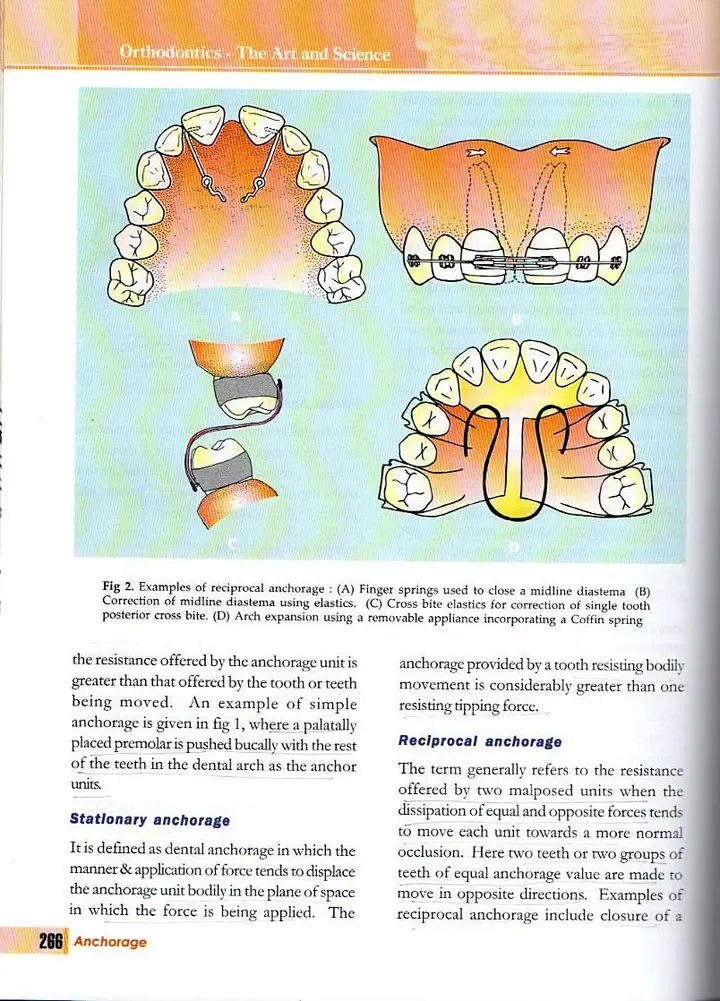 Orthodontics - The Art and Science
A
B
C
D
Fig 2. Examples of reciprocal anchorage : (A) Finger springs used to close a midline diastema (B)
Correction of midline diastema using elastics. (C) Cross bite elastics for correction of single tooth
posterior cross bite. (D) Arch expansion using a removable appliance incorporating a Coffin spring
the resistance offered by the anchorage unit is
greater than that offered by the tooth or teeth
being moved. An example of simple
anchorage is given in fig 1, where a palatally
placed premolar is pushed bucally with the rest
of the teeth in the dental arch as the anchor
units.
Stationary anchorage
It is defined as dental anchorage in which the
manner & application of force tends to displace
the anchorage unit bodily in the plane of space
in which the force is being applied. The
anchorage provided by a tooth resisting bodily
movement is considerably greater than one
resisting tipping force.
Reciprocal anchorage
The term generally refers to the resistance
offered by two malposed units when the
dissipation of equal and opposite forces tends
to move each unit towards a more normal
occlusion. Here two teeth or two groups of
teeth of equal anchorage value are made to
move in opposite directions. Examples of
reciprocal anchorage include closure of a
266 Anchorage